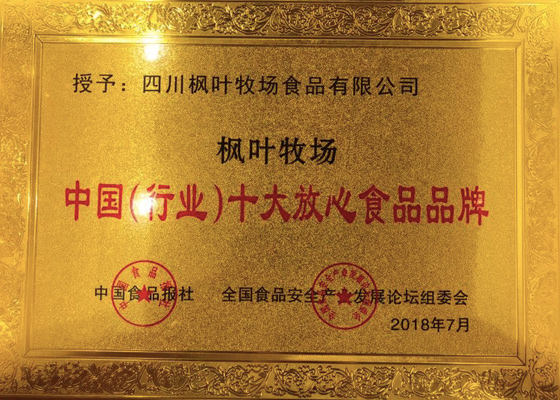 授予：四川枫叶牧场食品有限公司
枫叶牧场
中国(行业)十大放心食品品牌
中国食品报社 全国食品安全产业发展论坛组委会
2018年7月